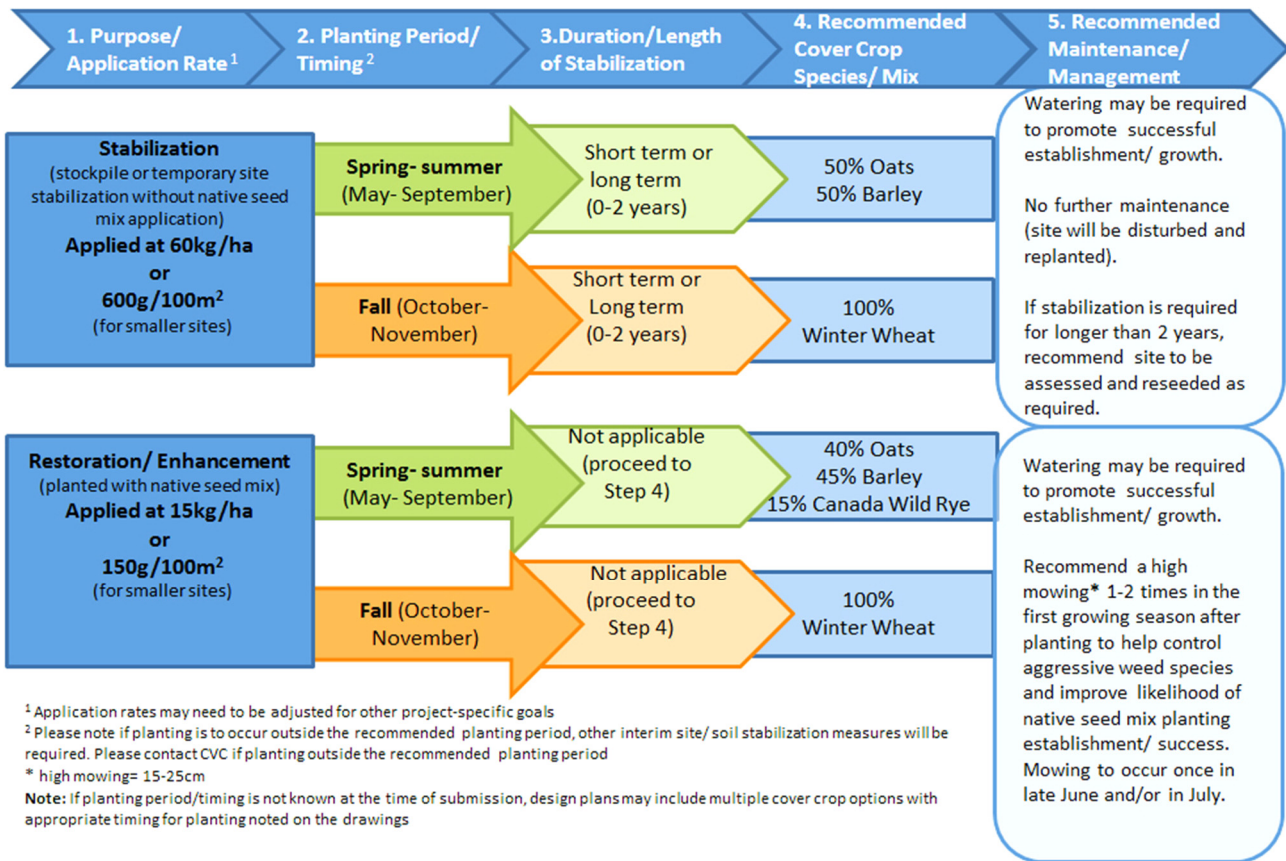 1. Purpose/
Application Rate¹
2. Planting Period/
Timing²
3.Duration/Length
of Stabilization
4. Recommended
Cover Crop
Species/ Mix
5. Recommended
Maintenance/
Management
Stabilization
(stockpile or temporary site
stabilization without native seed
mix application)
Applied at 60kg/ha
or
600g/100m²
(for smaller sites)
Spring- summer
(May- September)
Short term or
long term
(0-2 years)
50% Oats
50% Barley
Fall (October-
November)
Short term or
Long term
(0-2 years)
100%
Winter Wheat
Watering may be required
to promote successful
establishment/ growth.
No further maintenance
(site will be disturbed and
replanted).
If stabilization is required
for longer than 2 years,
recommend site to be
assessed and reseeded as
required.
Restoration/ Enhancement
(planted with native seed mix)
Applied at 15kg/ha
or
150g/100m²
(for smaller sites)
Spring- summer
(May- September)
Not applicable
(proceed to
Step 4)
40% Oats
45% Barley
15% Canada Wild Rye
Fall (October-
November)
Not applicable
(proceed to
Step 4)
100%
Winter Wheat
Watering may be required
to promote successful
establishment/ growth.
Recommend a high
mowing* 1-2 times in the
first growing season after
planting to help control
aggressive weed species
and improve likelihood of
native seed mix planting
establishment/ success.
Mowing to occur once in
late June and/or in July.
¹ Application rates may need to be adjusted for other project-specific goals
² Please note if planting is to occur outside the recommended planting period, other interim site/ soil stabilization measures will be
required. Please contact CVC if planting outside the recommended planting period
* high mowing= 15-25cm
Note: If planting period/timing is not known at the time of submission, design plans may include multiple cover crop options with
appropriate timing for planting noted on the drawings